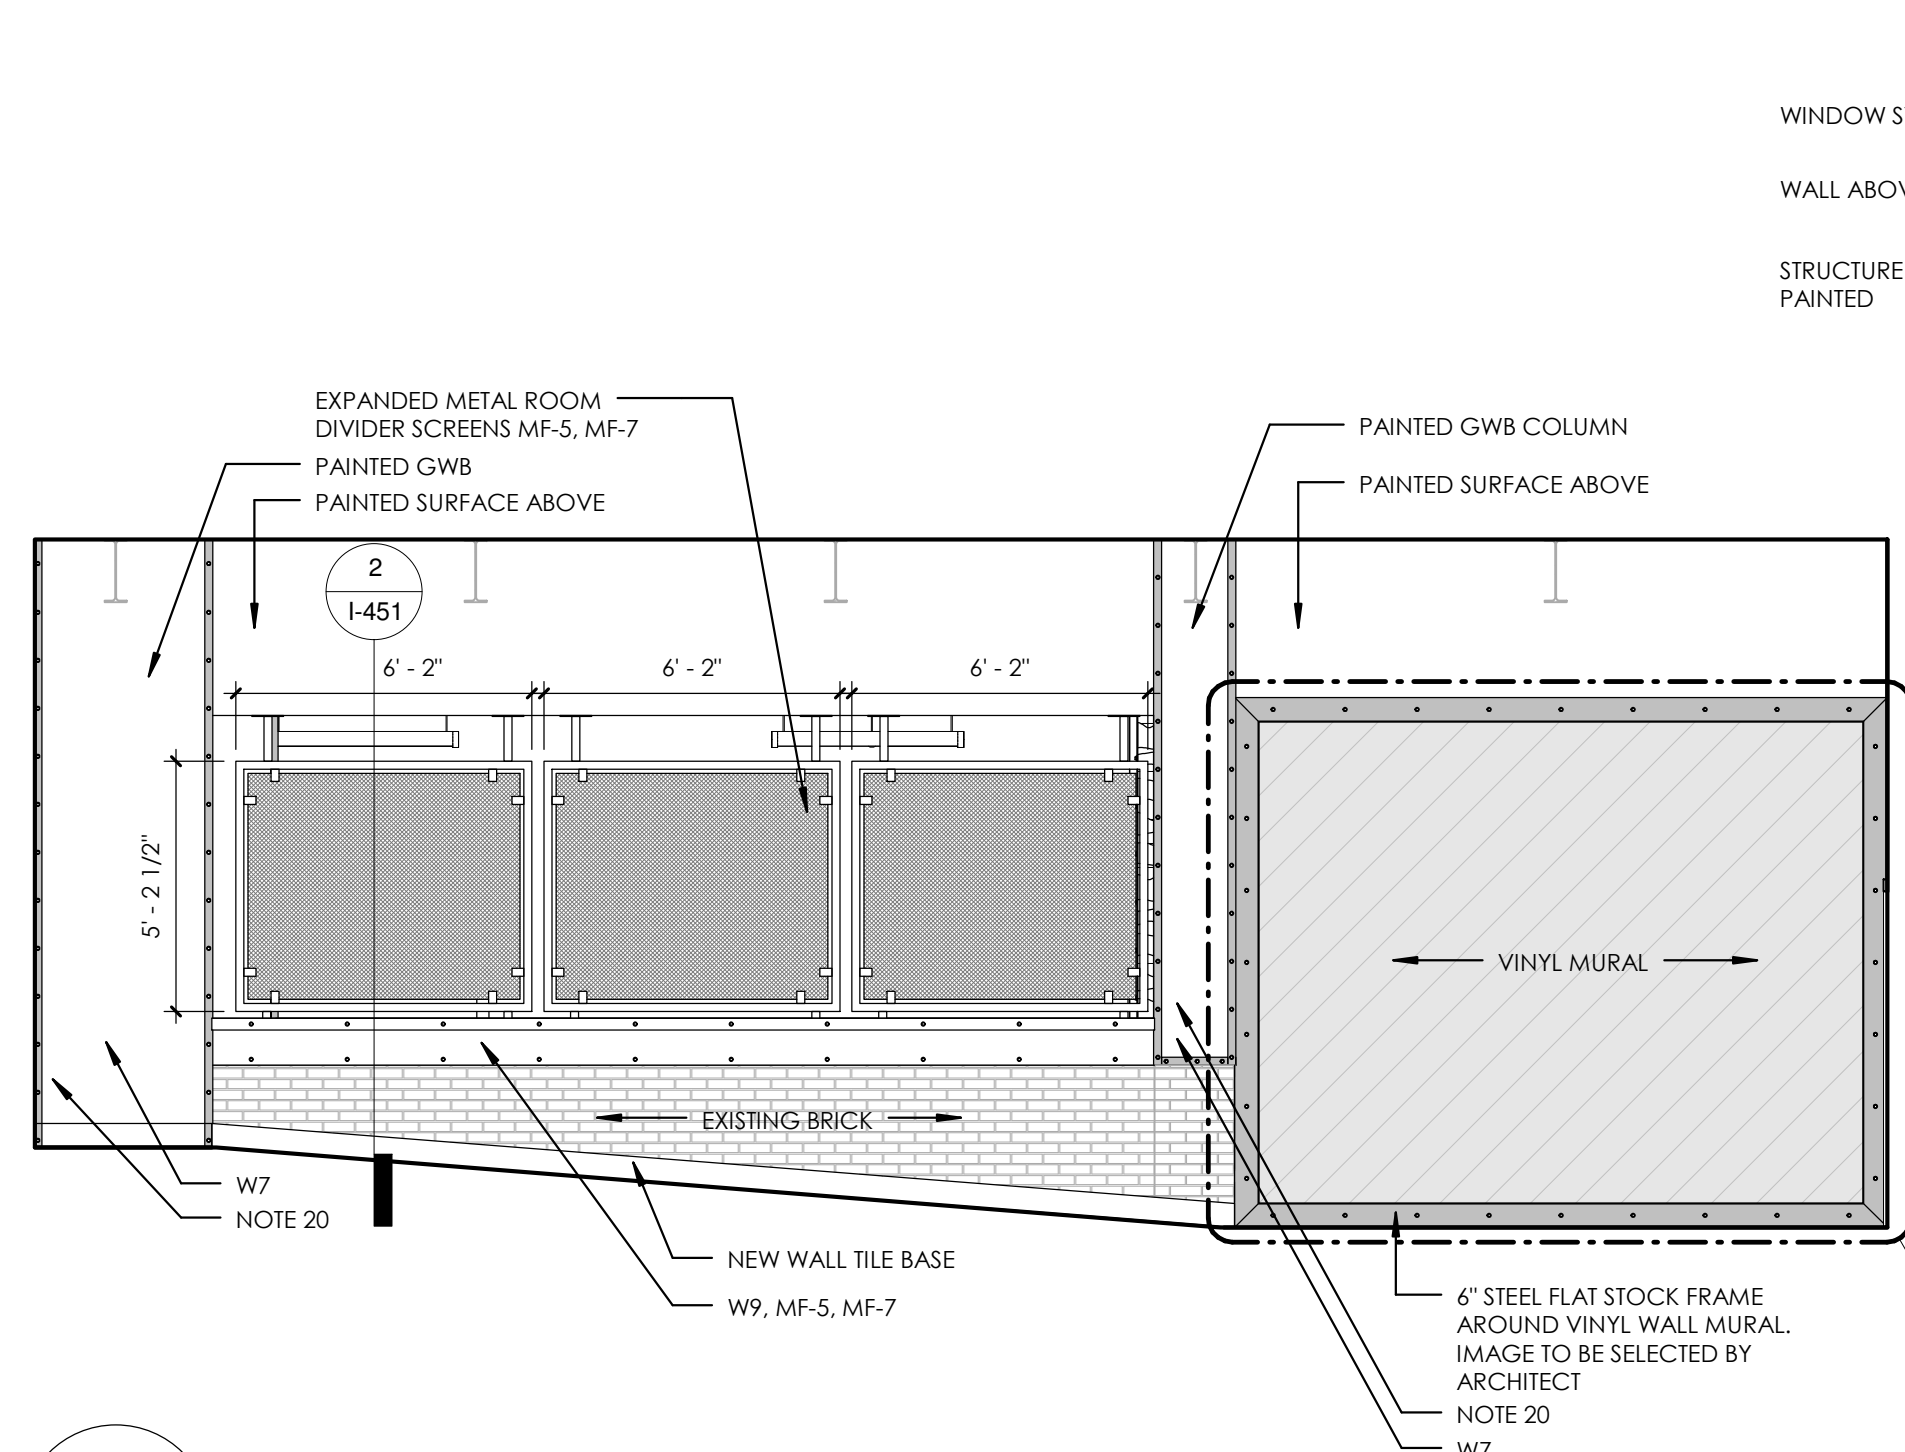 WINDOW
WALL
STRUCTURE
PAINTED
EXPANDED METAL ROOM
DIVIDER SCREENS MF-5, MF-7
PAINTED GWB
PAINTED SURFACE ABOVE
PAINTED GWB COLUMN
PAINTED SURFACE ABOVE
2
I-451
6' - 2"
6' - 2"
6' - 2"
5' - 2 1/2"
VINYL MURAL
EXISTING BRICK
W7
NOTE 20
NEW WALL TILE BASE
W9, MF-5, MF-7
6" STEEL FLAT STOCK FRAME
AROUND VINYL WALL MURAL.
IMAGE TO BE SELECTED BY
ARCHITECT
NOTE 20
W7